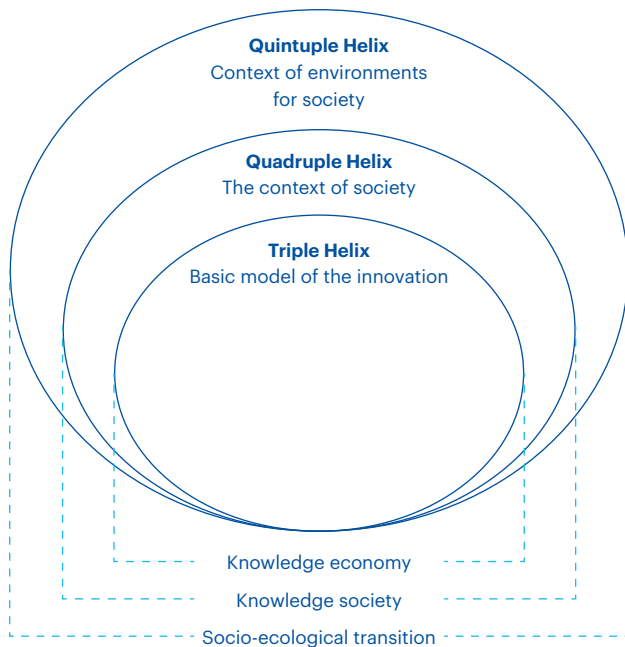 Quintuple Helix
Context of environments
for society
Quadruple Helix
The context of society
Triple Helix
Basic model of the innovation
Knowledge economy
Knowledge society
Socio-ecological transition